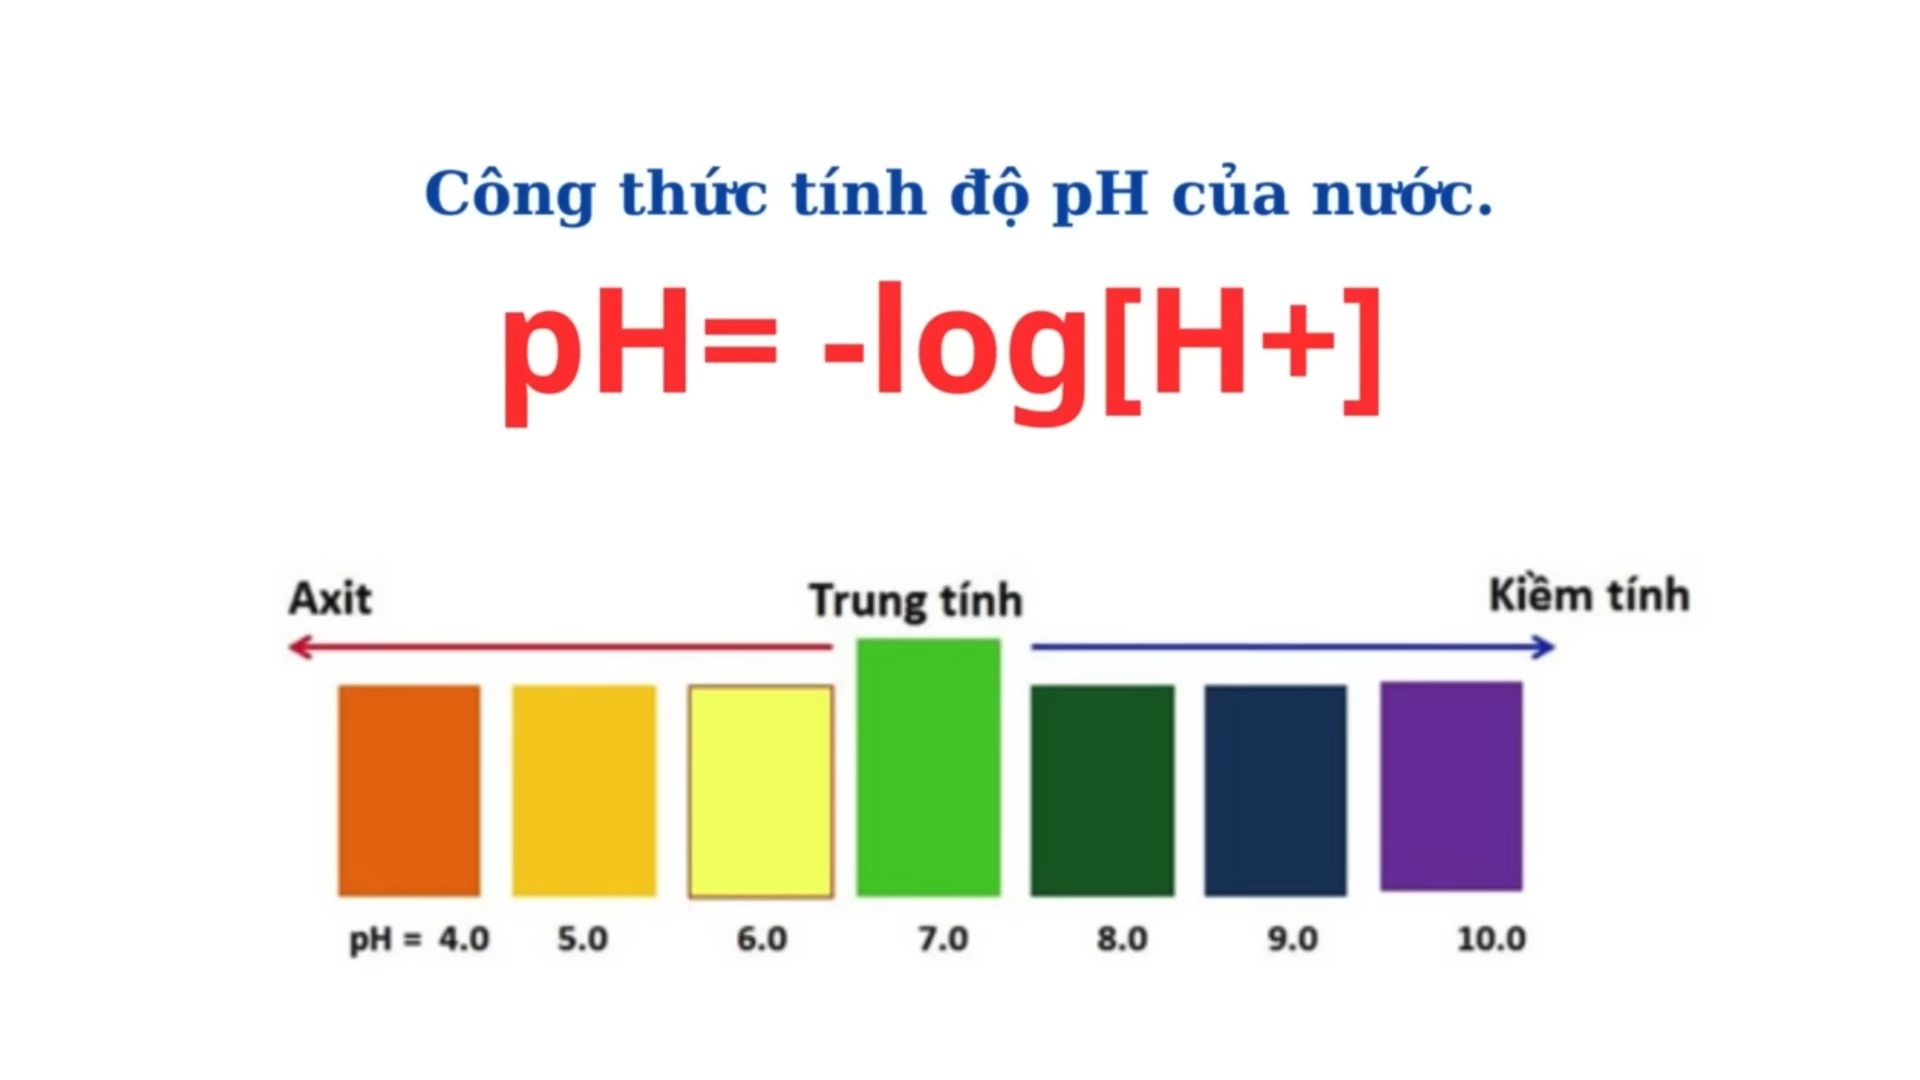 Công thức tính độ pH của nước.
pH= -log[H+]
Axit Trung tính Kiềm tính
pH = 4.0 5.0 6.0 7.0 8.0 9.0 10.0